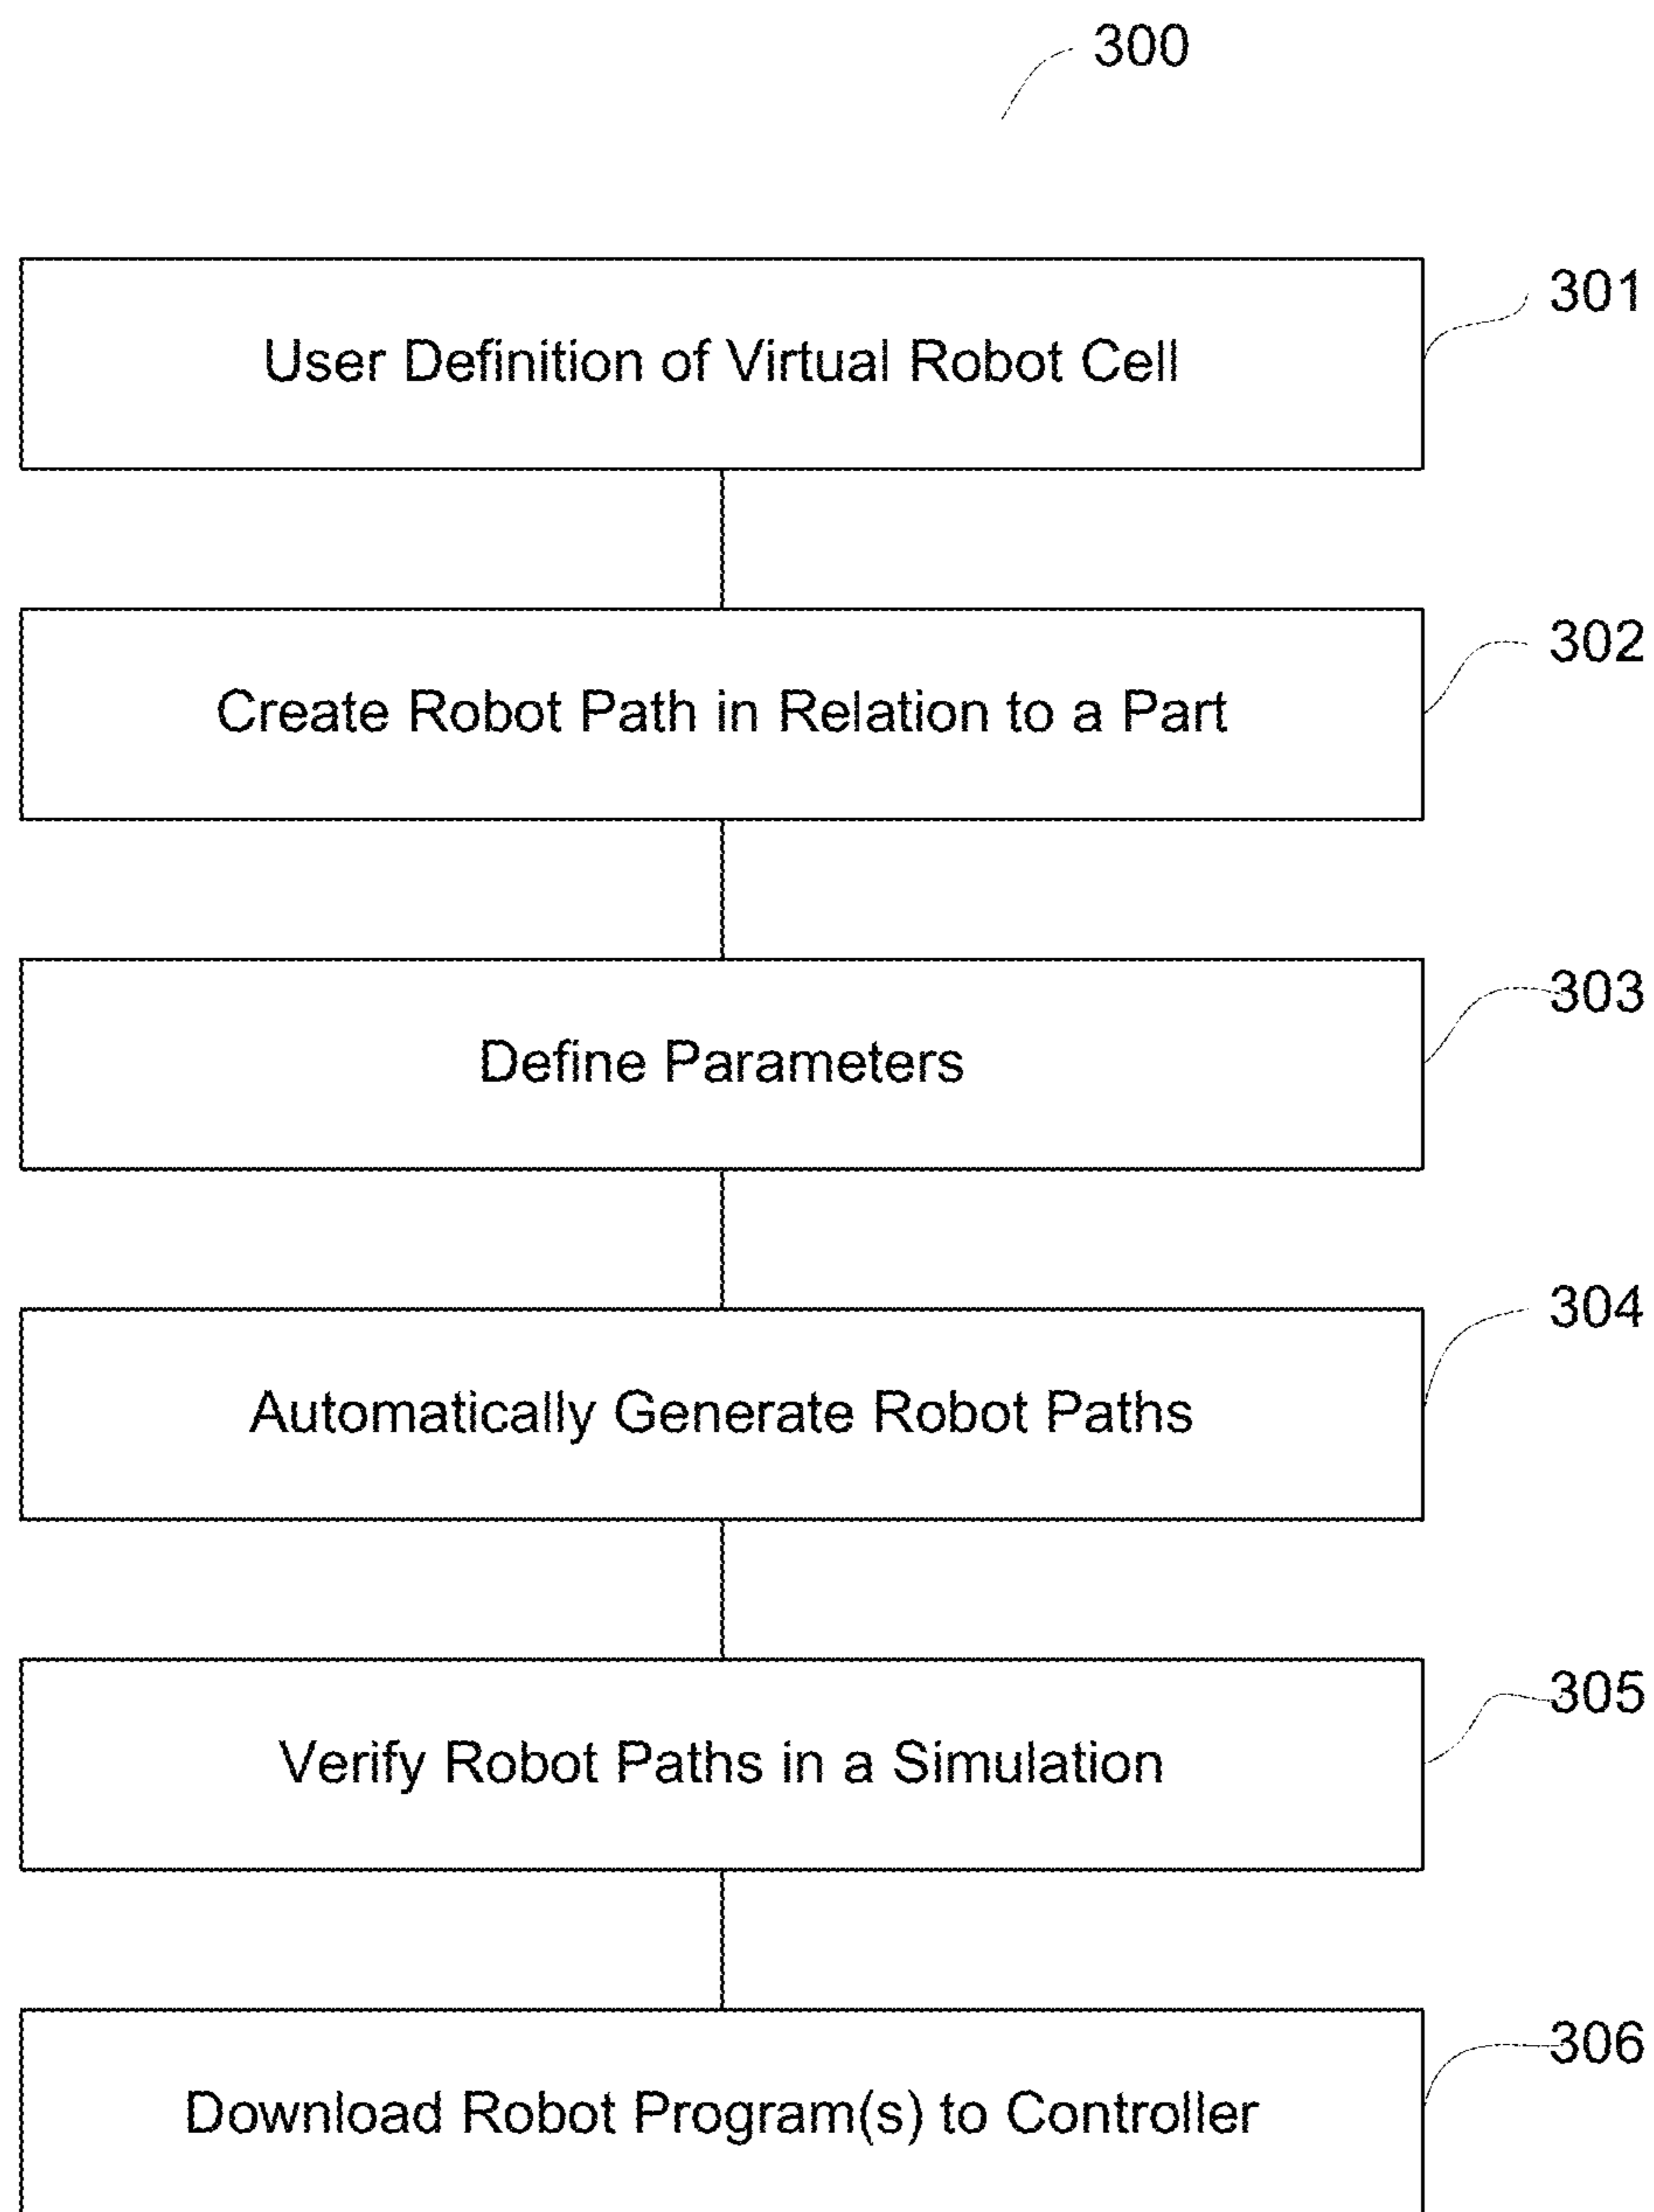 300
User Definition of Virtual Robot Cell
301
Create Robot Path in Relation to a Part
302
Define Parameters
303
Automatically Generate Robot Paths
304
Verify Robot Paths in a Simulation
305
Download Robot Program(s) to Controller
306